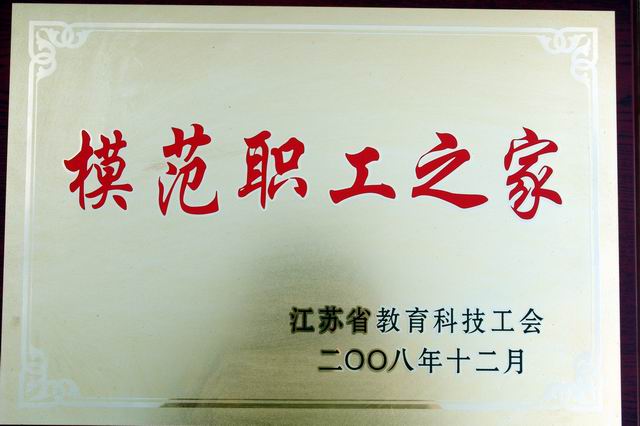 模范职工之家
江苏省教育科技工会
二〇〇八年十二月